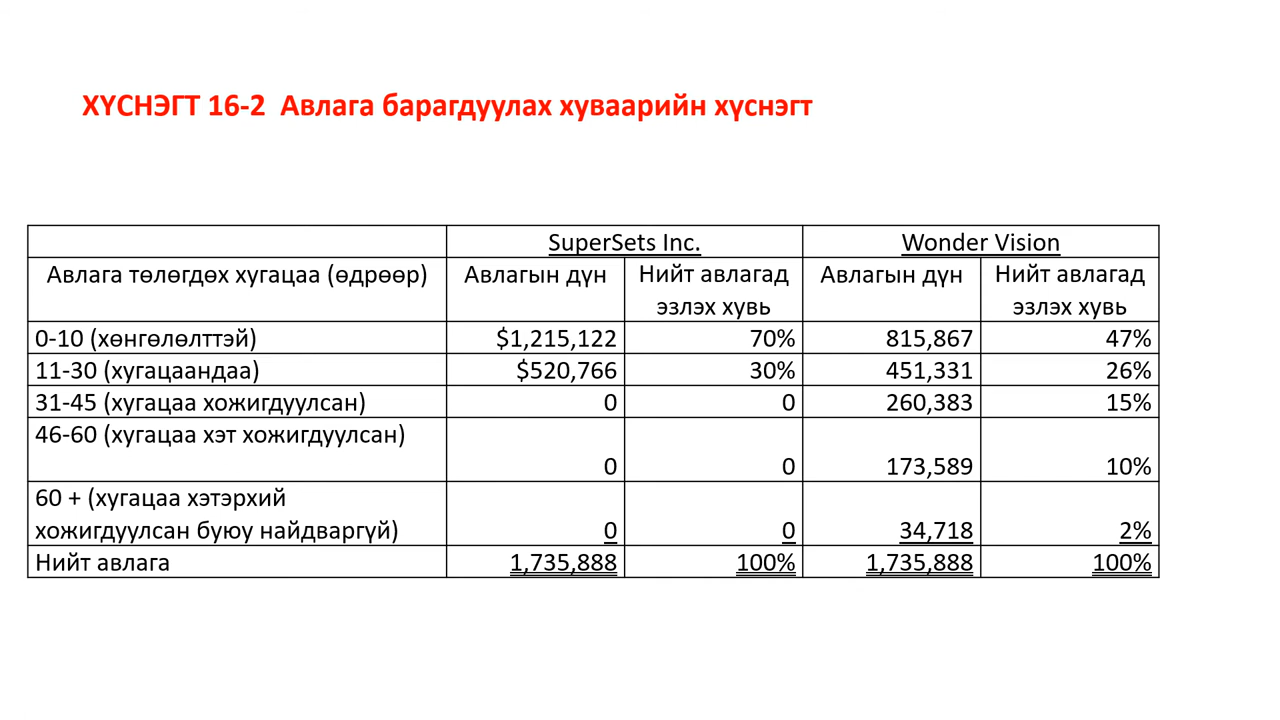 ХҮСНЭГТ 16-2 Авлага барагдуулах хуваарийн хүснэгт
SuperSets Inc. Wonder Vision
Авлага төлөгдөх хугацаа (өдрөөр) Авлагын дүн Нийт авлагад эзлэх хувь Авлагын дүн Нийт авлагад эзлэх хувь
0-10 (хөнгөлөлттэй) $1,215,122 70% 815,867 47%
11-30 (хугацаандаа) $520,766 30% 451,331 26%
31-45 (хугацаа хожигдуулсан) 0 0 260,383 15%
46-60 (хугацаа хэт хожигдуулсан) 0 0 173,589 10%
60 + (хугацаа хэтэрхий
хожигдуулсан буюу найдваргүй) 0 0 34,718 2%
Нийт авлага 1,735,888 100% 1,735,888 100%